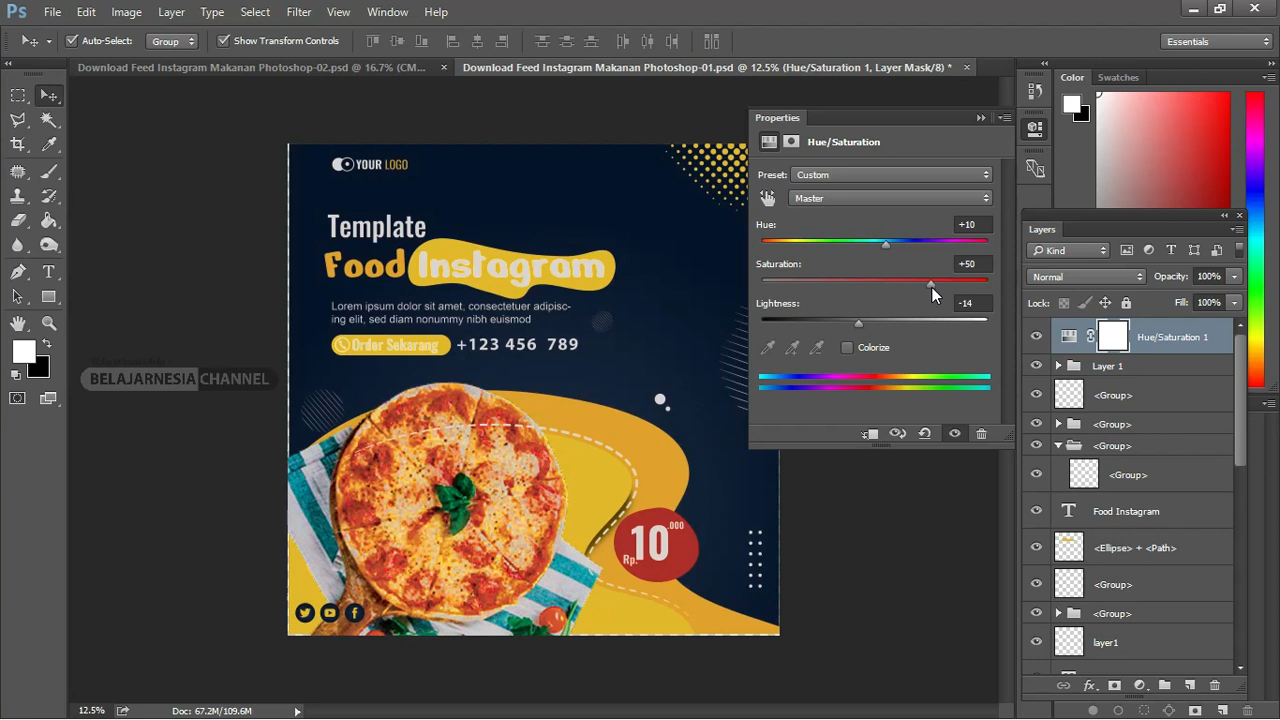 Ps File Edit Image Layer Type Select Filter View Window Help
Auto-Select: Group Show Transform Controls Essentials
Download Feed Instagram Makanan Photoshop-02.psd @ 16.7% (CM... × Download Feed Instagram Makanan Photoshop-01.psd @ 12.5% (Hue/Saturation 1, Layer Mask/8) * ×
Color Swatches
Properties
Hue/Saturation
Preset: Custom
Master
Hue: +10
Saturation: +50
Lightness: -14
Colorize
YOUR LOGO
Template
Food Instagram
Lorem ipsum dolor sit amet, consectetuer adipisc-
ing elit, sed diam nonummy nibh euismod
Order Sekarang +123 456 789
BELAJARNESIA CHANNEL
Rp. 10 .000
Layers
Kind
Normal Opacity: 100%
Lock: Fill: 100%
Hue/Saturation 1
Layer 1
<Group>
<Group>
<Group>
<Group>
T Food Instagram
<Ellipse> + <Path>
<Group>
<Group>
layer1
12.5% Doc: 67.2M/109.6M